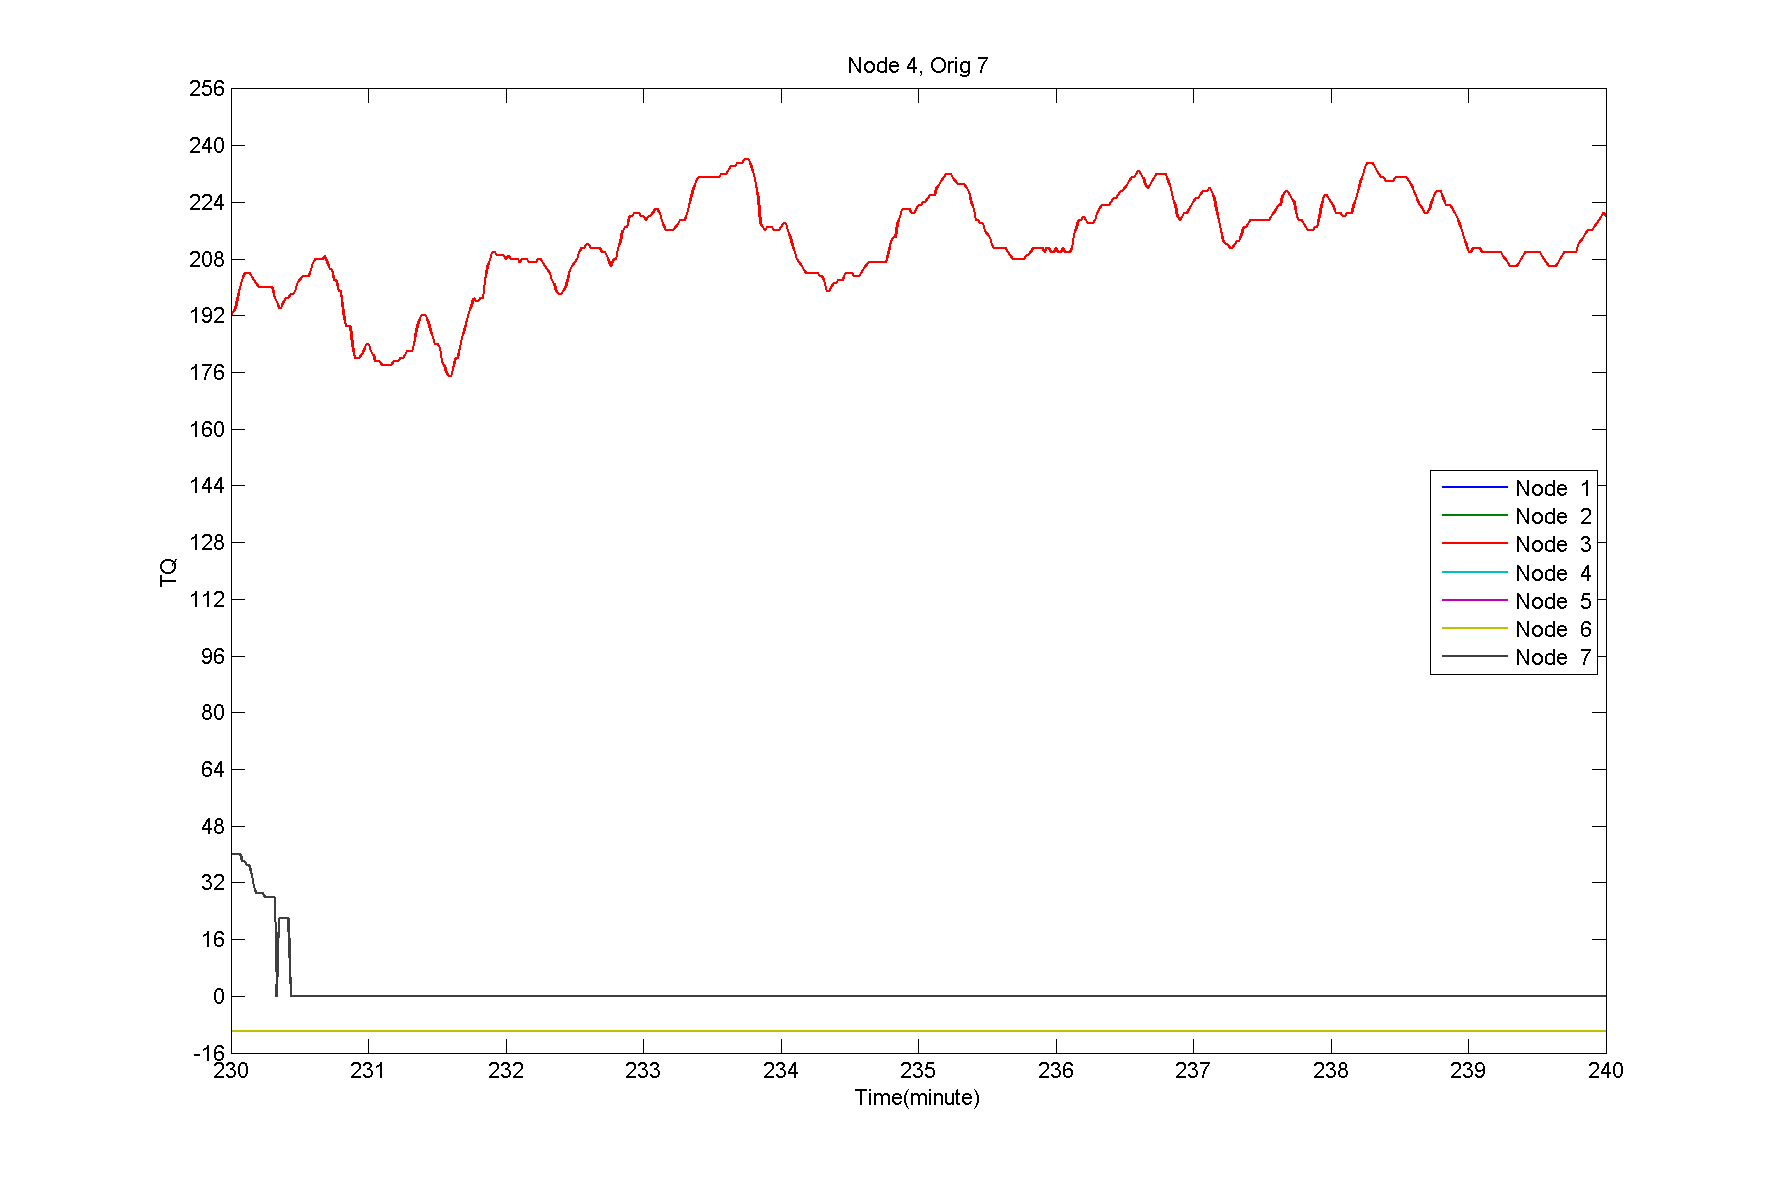 Node 4, Orig 7
256
240
224
208
192
176
160
144
128
112
96
80
64
48
32
16
0
-16
TQ
Node 1
Node 2
Node 3
Node 4
Node 5
Node 6
Node 7
230 231 232 233 234 235 236 237 238 239 240
Time(minute)